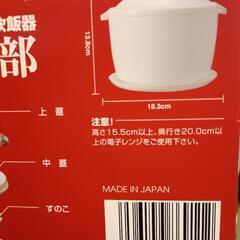 炊飯器
部
13.8cm
18.3cm
注意!
高さ15.5cm以上、奥行き20.0cm以
上の電子レンジをご使用下さい。
上 蓋
中 蓋
すのこ
MADE IN JAPAN